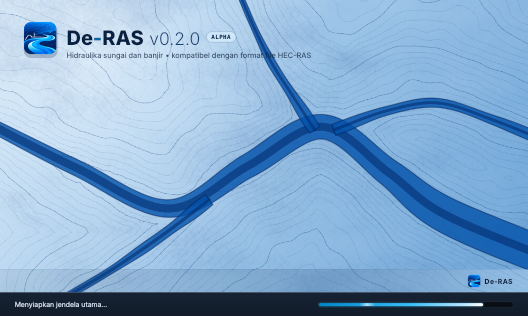 De-RAS v0.2.0 ALPHA
Hidraulika sungai dan banjir • kompatibel dengan format file HEC-RAS
De-RAS
Menyiapkan jendela utama...